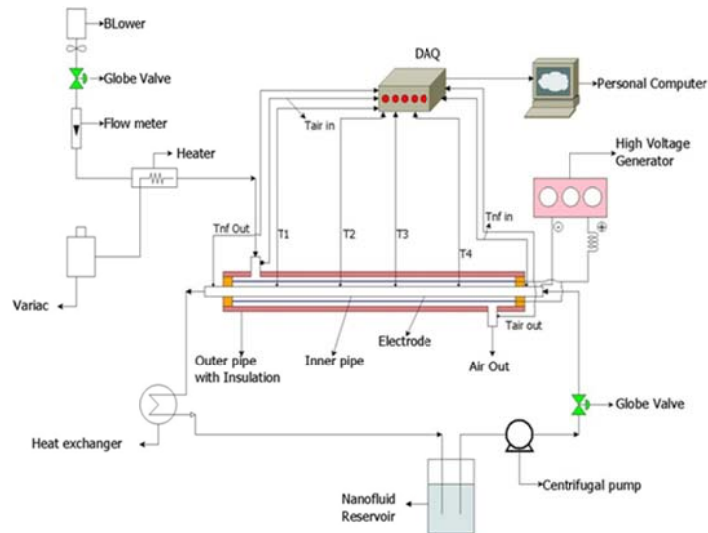 BLower
Globe Valve
Flow meter
Heater
Variac
DAQ
Personal Computer
Tair in
High Voltage
Generator
-
+
Tnf Out
T1
T2
T3
T4
Tnf in
Tair out
Outer pipe
with Insulation
Inner pipe
Electrode
Air Out
Globe Valve
Heat exchanger
Centrifugal pump
Nanofluid
Reservoir